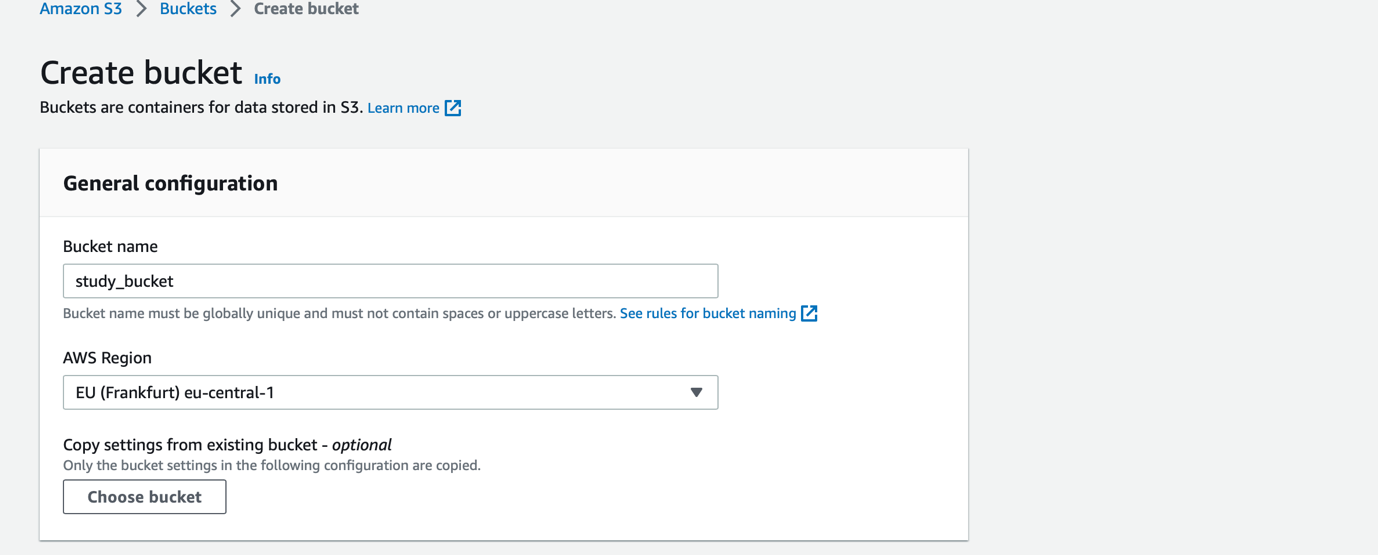 Amazon S3 > Buckets > Create bucket
Create bucket Info
Buckets are containers for data stored in S3. Learn more
General configuration
Bucket name
study_bucket
Bucket name must be globally unique and must not contain spaces or uppercase letters. See rules for bucket naming
AWS Region
EU (Frankfurt) eu-central-1
Copy settings from existing bucket - optional
Only the bucket settings in the following configuration are copied.
Choose bucket